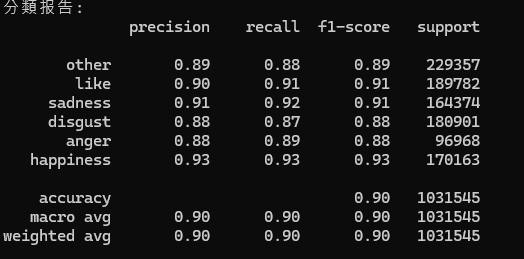 分類报告:
precision recall f1-score support
other 0.89 0.88 0.89 229357
like 0.90 0.91 0.91 189782
sadness 0.91 0.92 0.91 164374
disgust 0.88 0.87 0.88 180901
anger 0.88 0.89 0.88 96968
happiness 0.93 0.93 0.93 170163
accuracy 0.90 1031545
macro avg 0.90 0.90 0.90 1031545
weighted avg 0.90 0.90 0.90 1031545